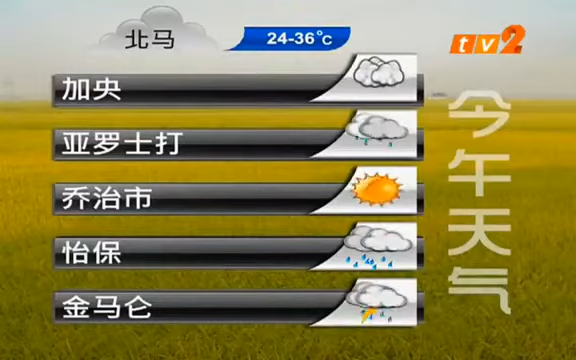 北马
24-36°C
tv2
加央
亚罗士打
乔治市
怡保
金马仑
今午天气